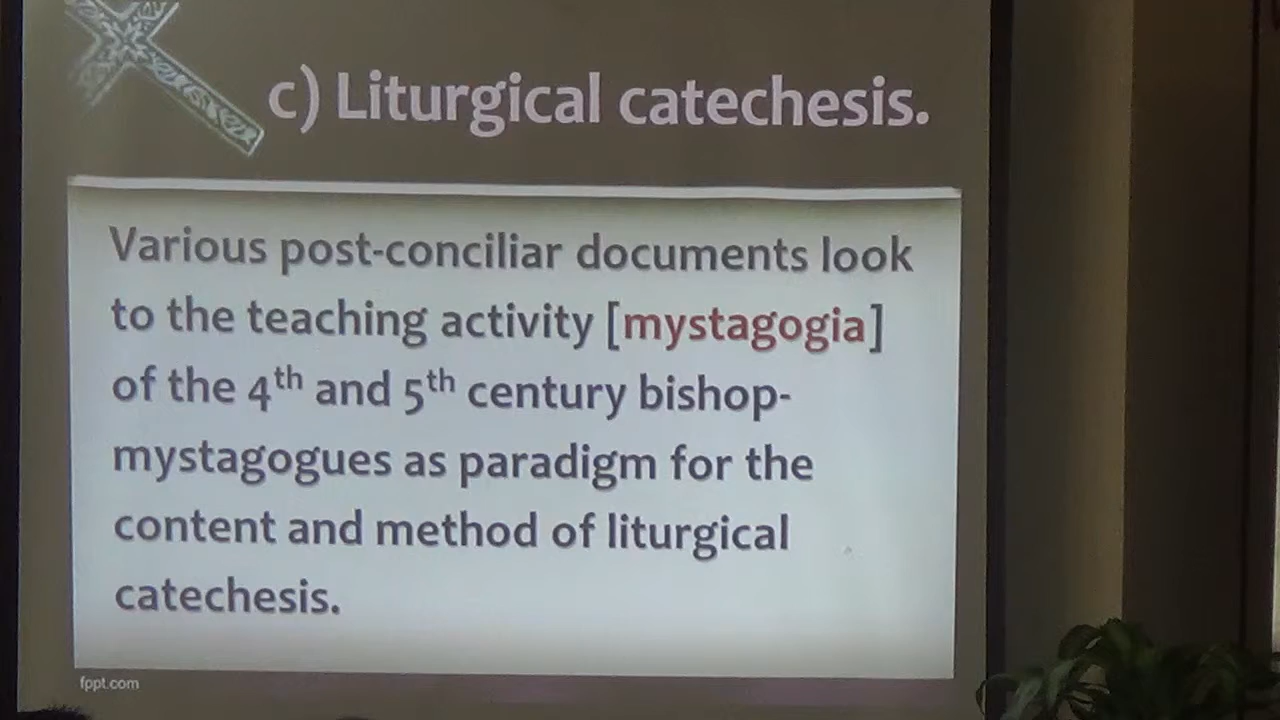 c) Liturgical catechesis.
Various post-conciliar documents look
to the teaching activity [mystagogia]
of the 4th and 5th century bishop-
mystagogues as paradigm for the
content and method of liturgical
catechesis.
fppt.com